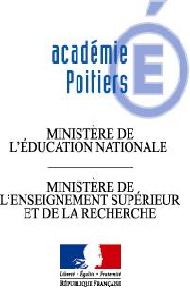 académie
Poitiers
É
MINISTÈRE DE
L'ÉDUCATION NATIONALE
MINISTÈRE DE
L'ENSEIGNEMENT SUPÉRIEUR
ET DE LA RECHERCHE
Liberté • Égalité • Fraternité
RÉPUBLIQUE FRANÇAISE